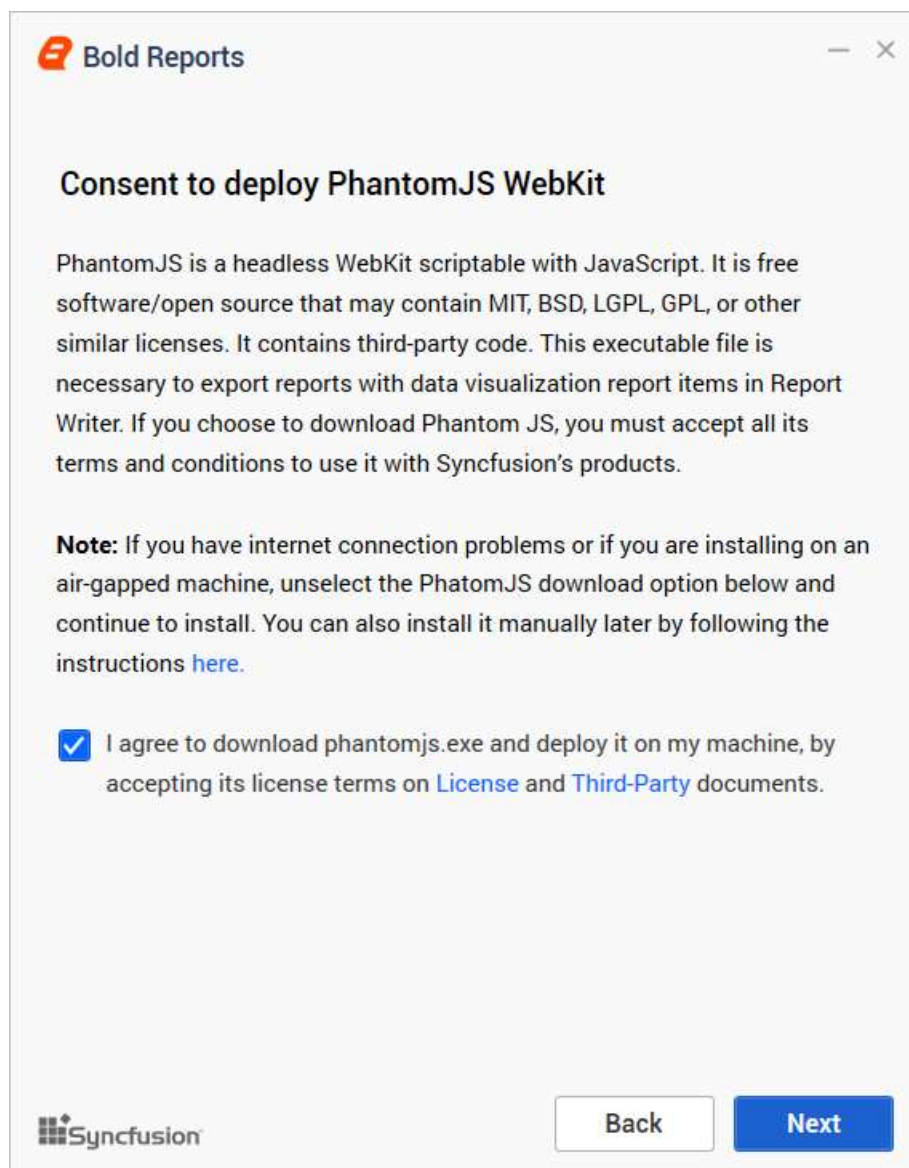 Bold Reports
Consent to deploy PhantomJS WebKit
PhantomJS is a headless WebKit scriptable with JavaScript. It is free
software/open source that may contain MIT, BSD, LGPL, GPL, or other
similar licenses. It contains third-party code. This executable file is
necessary to export reports with data visualization report items in Report
Writer. If you choose to download Phantom JS, you must accept all its
terms and conditions to use it with Syncfusion’s products.
Note: If you have internet connection problems or if you are installing on an
air-gapped machine, unselect the PhatomJS download option below and
continue to install. You can also install it manually later by following the
instructions here.
I agree to download phantomjs.exe and deploy it on my machine, by
accepting its license terms on License and Third-Party documents.
Syncfusion
Back
Next